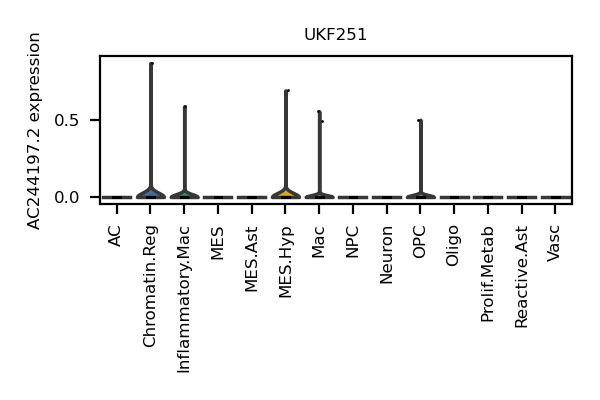 UKF251
AC244197.2 expression
0.5
0.0
AC
Chromatin.Reg
Inflammatory.Mac
MES
MES.Ast
MES.Hyp
Mac
NPC
Neuron
OPC
Oligo
Prolif.Metab
Reactive.Ast
Vasc